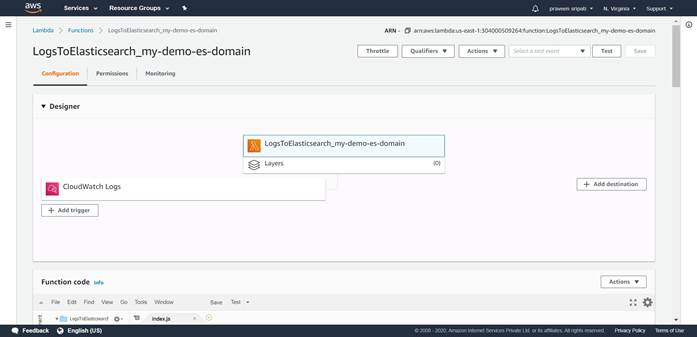 aws Services Resource Groups praveen sripati N. Virginia Support
Lambda Functions LogsToElasticsearch_my-demo-es-domain ARN - arn:aws:lambda:us-east-1:304000509264:function:LogsToElasticsearch_my-demo-es-domain
LogsToElasticsearch_my-demo-es-domain Throttle Qualifiers Actions Select a test event Test Save
Configuration Permissions Monitoring
Designer
LogsToElasticsearch_my-demo-es-domain
Layers (0)
CloudWatch Logs + Add destination
+ Add trigger
Function code Info Actions
File Edit Find View Go Tools Window Save Test
LogsToElasticsearch index.js
Feedback English (US) © 2008 - 2020, Amazon Internet Services Private Ltd. or its affiliates. All rights reserved. Privacy Policy Terms of Use